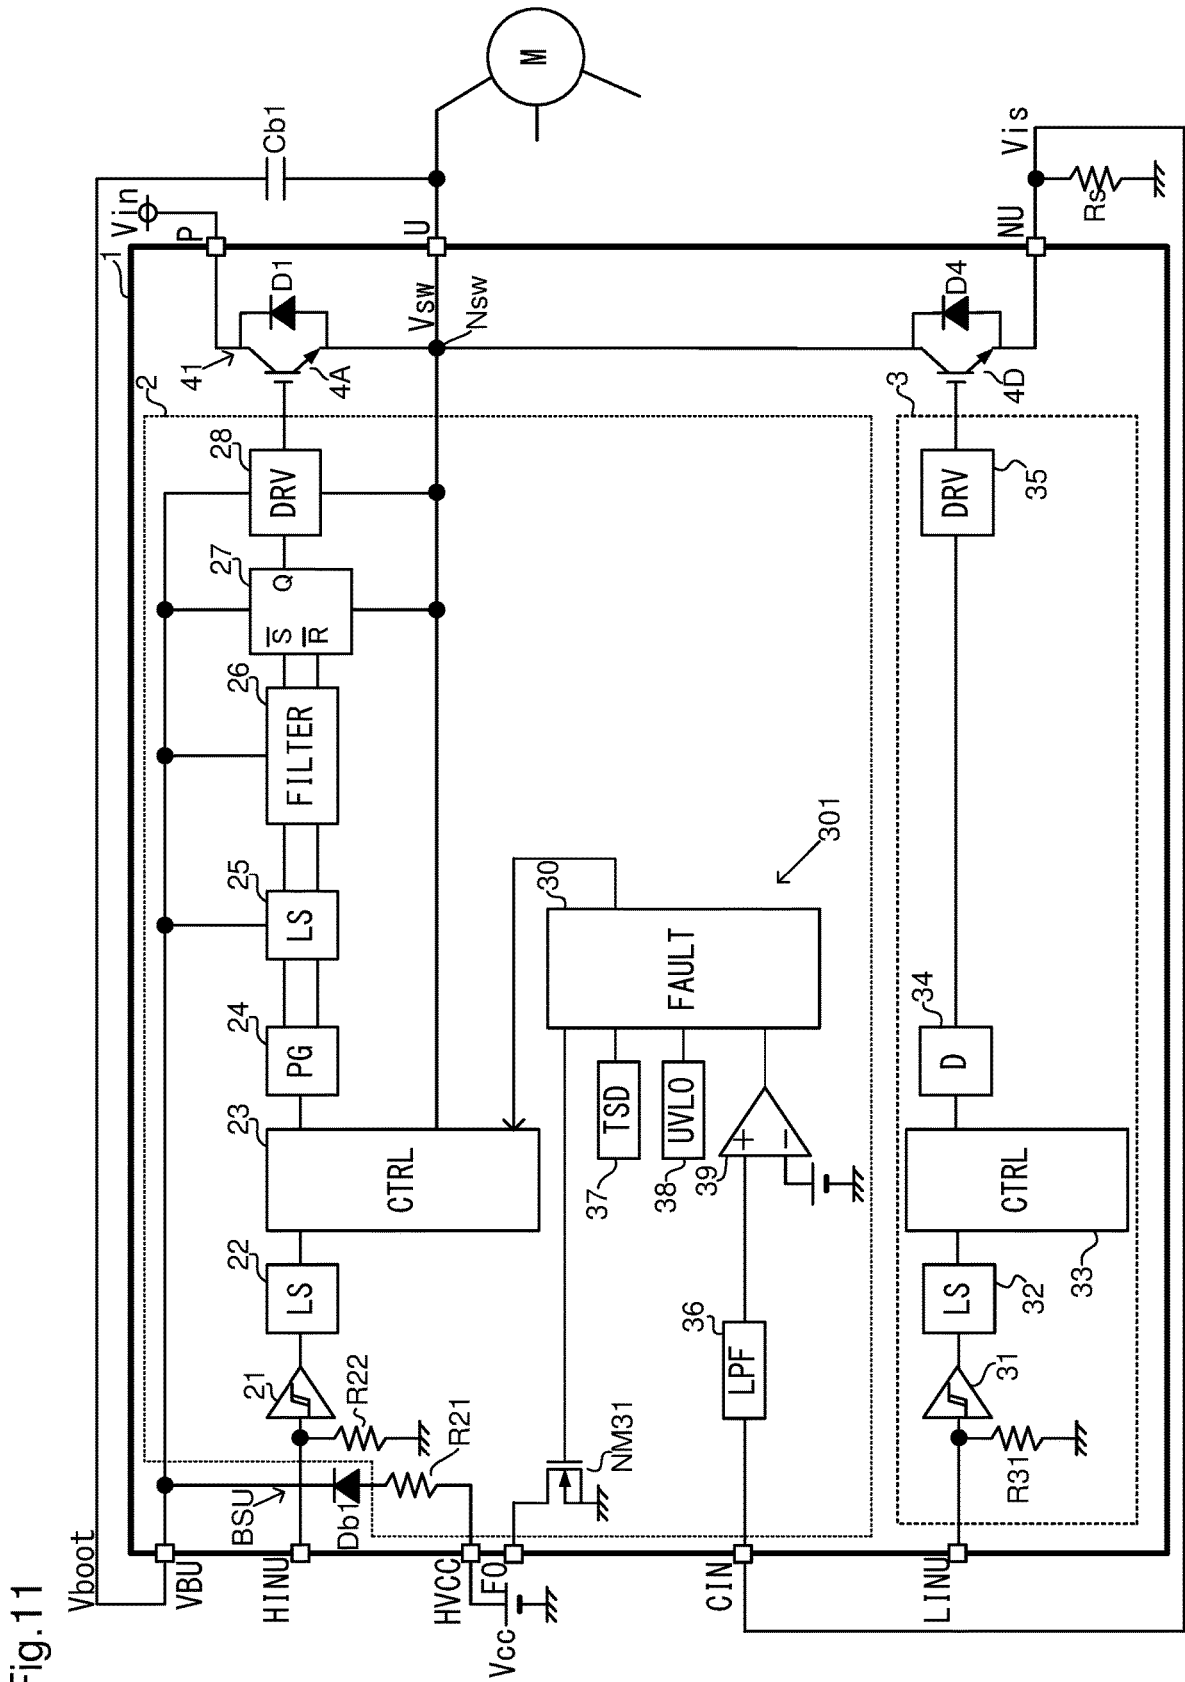 Fig.11
Vboot
VBU
HINU
HVCC
FO
Vcc
CIN
LINU
BSU
Db1
R21
R22
21
LS
22
CTRL
23
PG
24
LS
25
FILTER
26
S
R
Q
27
DRV
28
2
1
41
4A
D1
P
Vin
Cb1
U
Vsw
Nsw
M
NM31
LPF
36
39
+
−
TSD
37
UVLO
38
FAULT
30
301
R31
31
LS
32
CTRL
33
D
34
DRV
35
3
4D
D4
NU
Vis
Rs